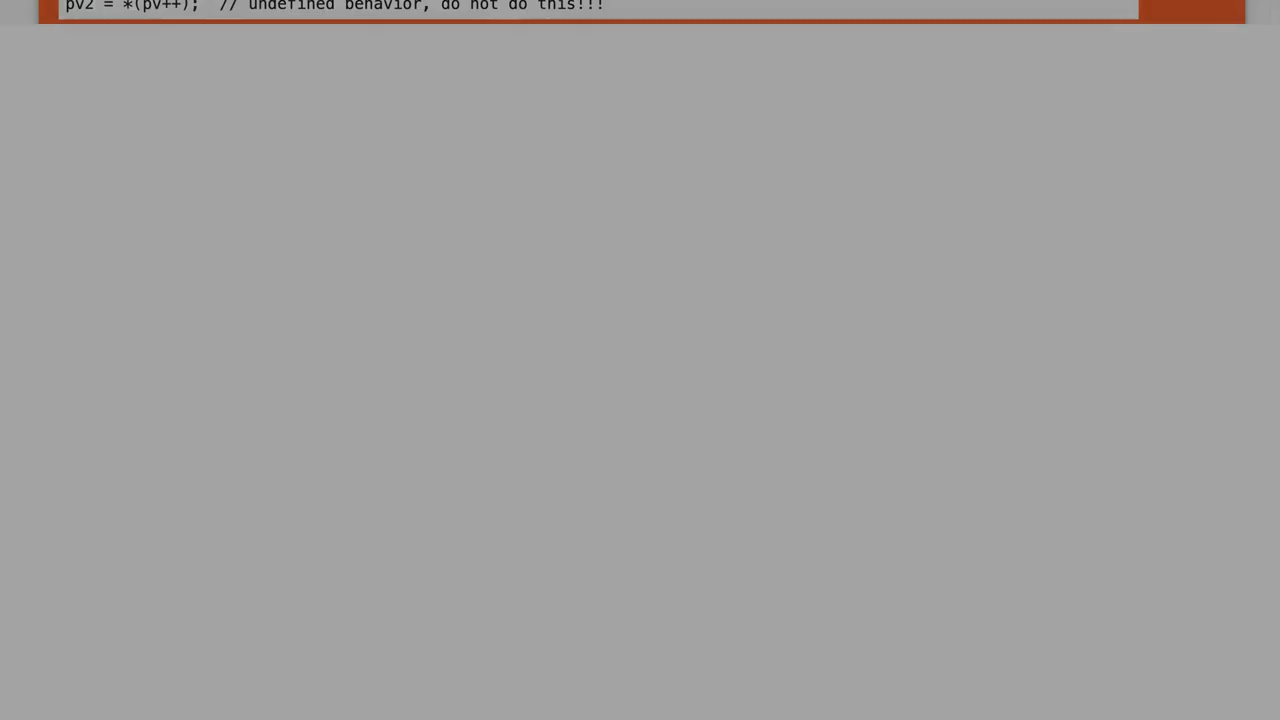 pv2 = *(pv++);  // undefined behavior, do not do this!!!